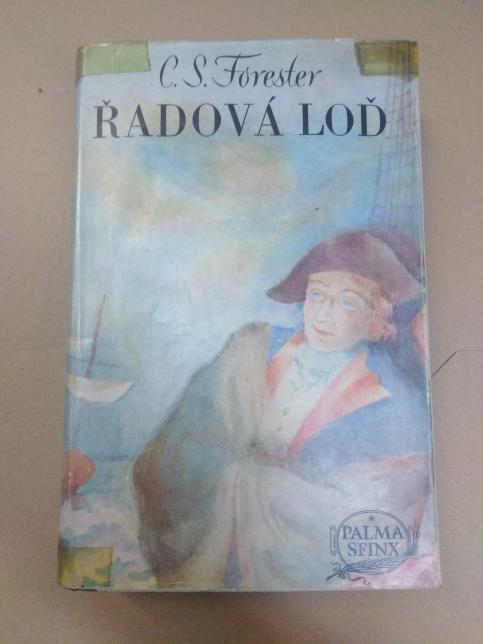 C. S. Forester
ŘADOVÁ LOĎ
PALMA
SFINX